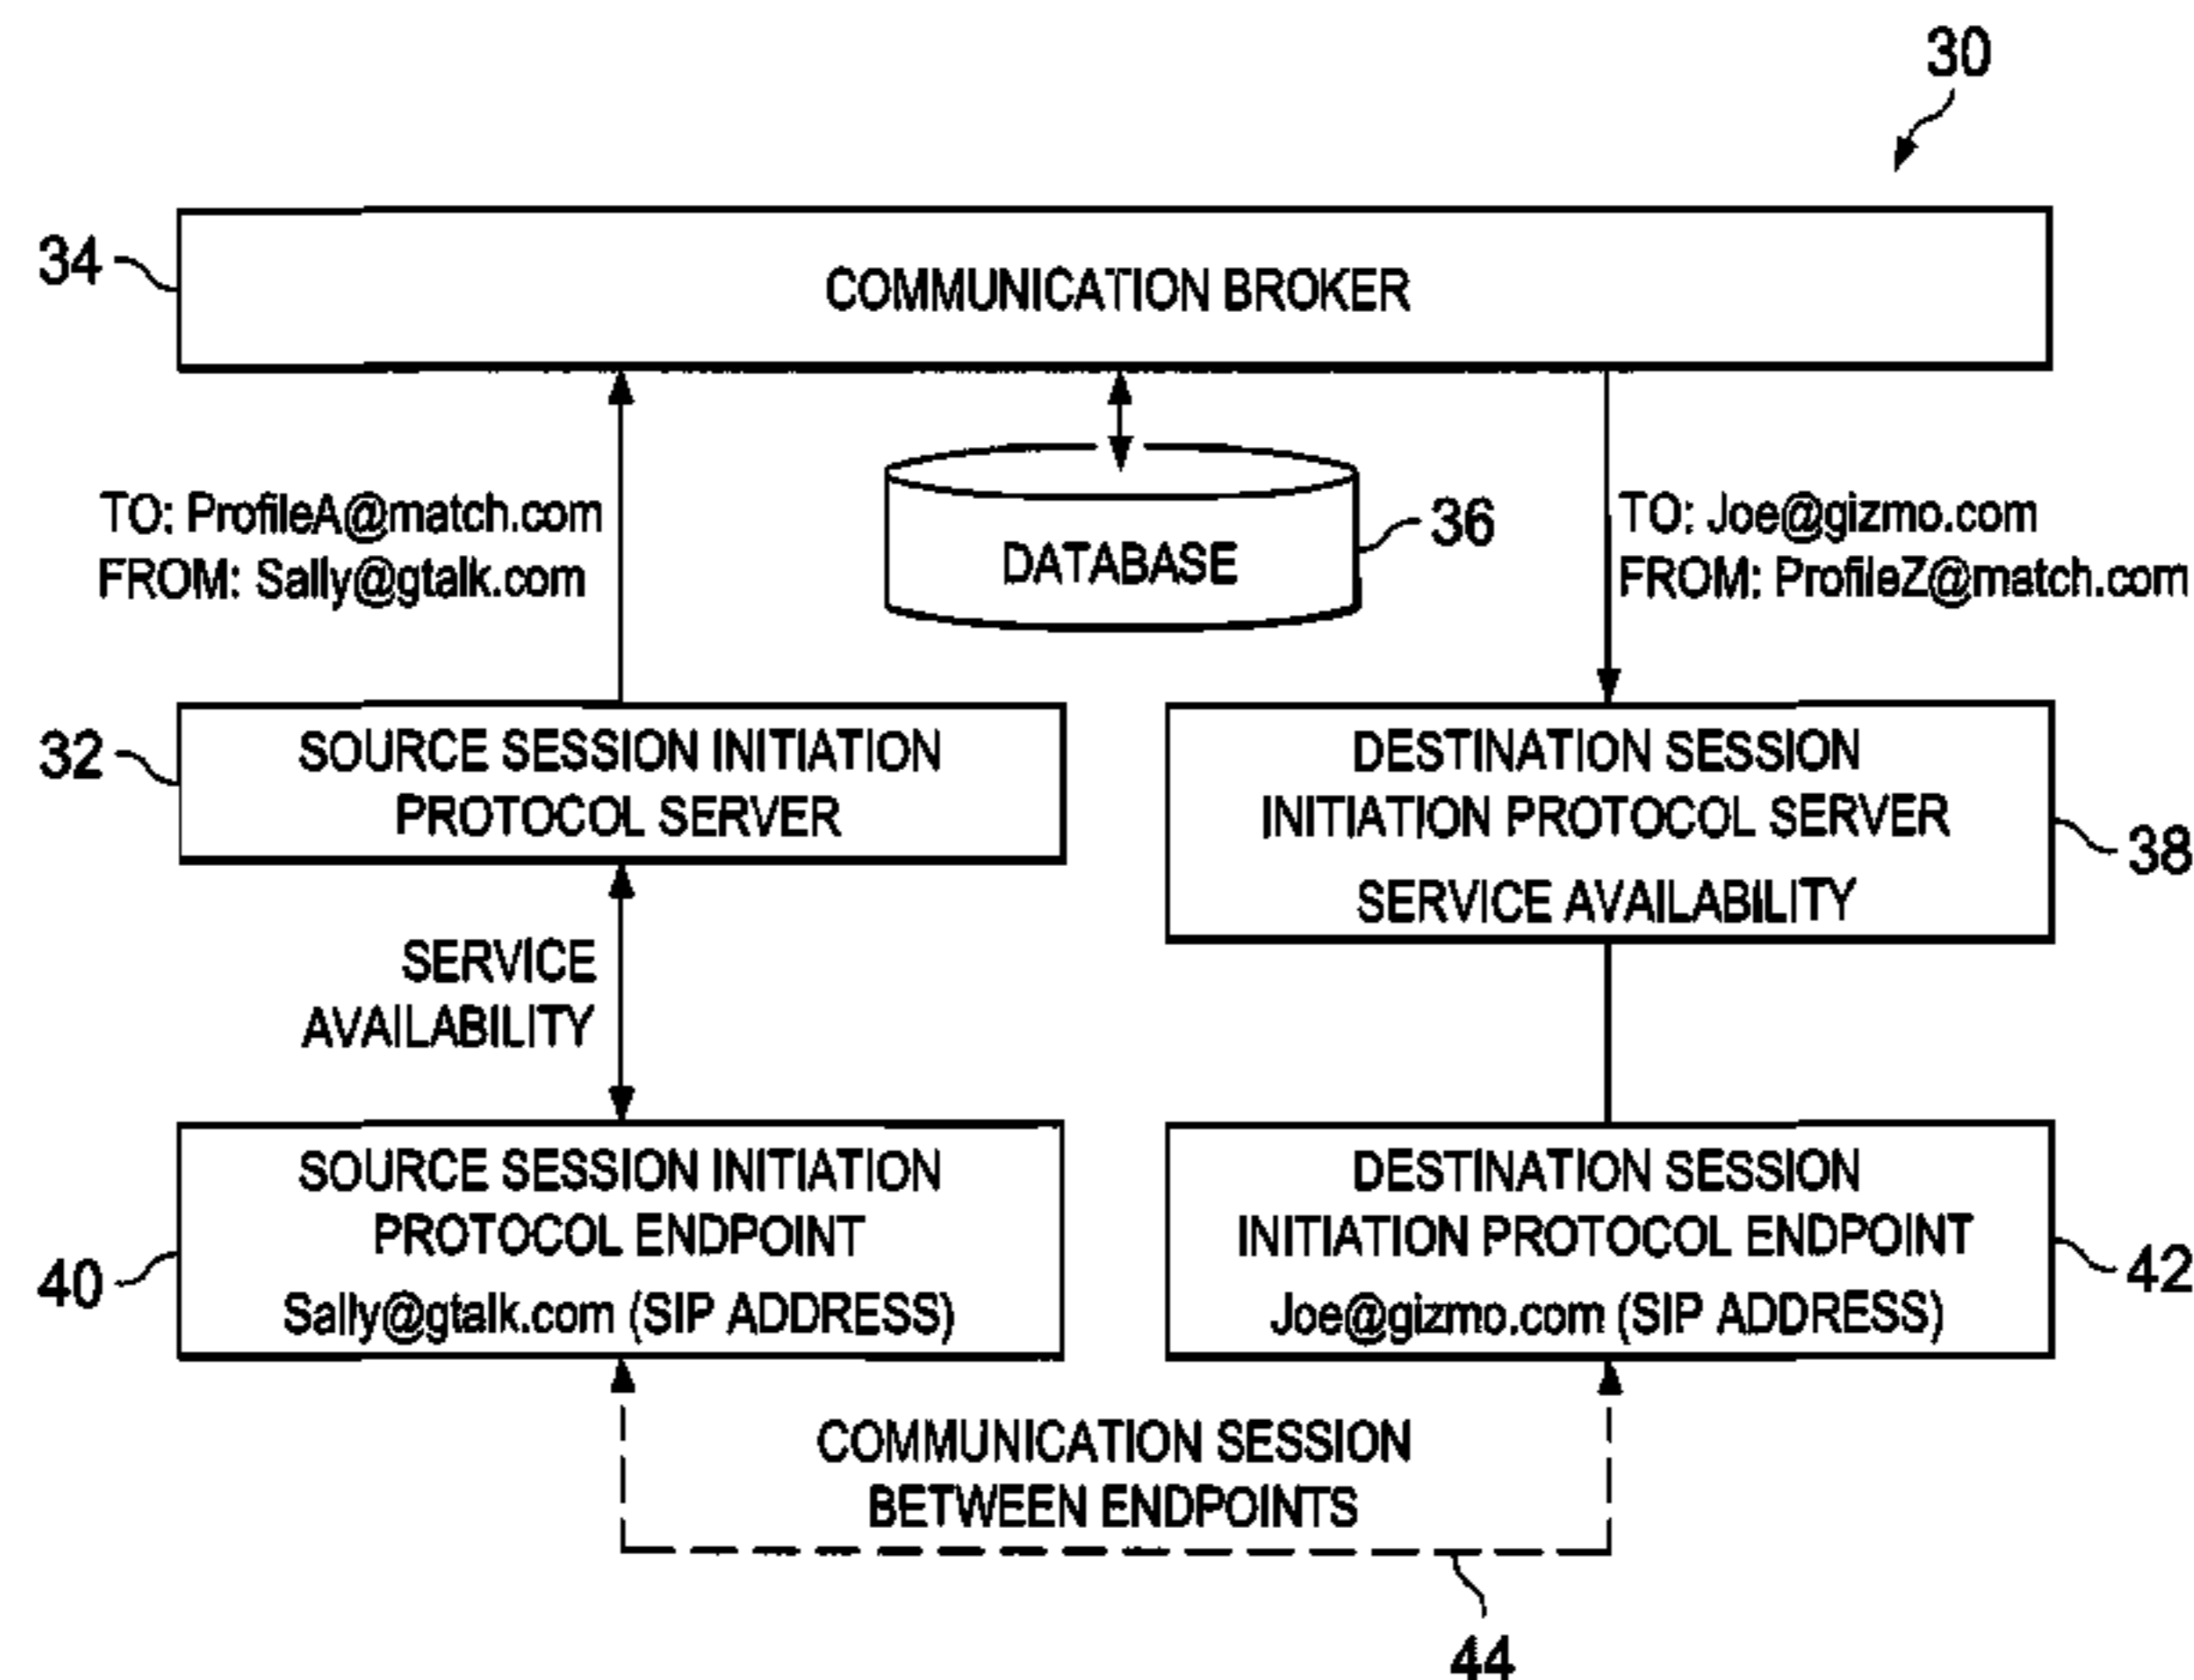 30
34
COMMUNICATION BROKER
TO: ProfileA@match.com
FROM: Sally@gtalk.com
DATABASE
36
TO: Joe@gizmo.com
FROM: ProfileZ@match.com
32
SOURCE SESSION INITIATION
PROTOCOL SERVER
DESTINATION SESSION
INITIATION PROTOCOL SERVER
SERVICE AVAILABILITY
38
SERVICE
AVAILABILITY
40
SOURCE SESSION INITIATION
PROTOCOL ENDPOINT
Sally@gtalk.com (SIP ADDRESS)
DESTINATION SESSION
INITIATION PROTOCOL ENDPOINT
Joe@gizmo.com (SIP ADDRESS)
42
COMMUNICATION SESSION
BETWEEN ENDPOINTS
44